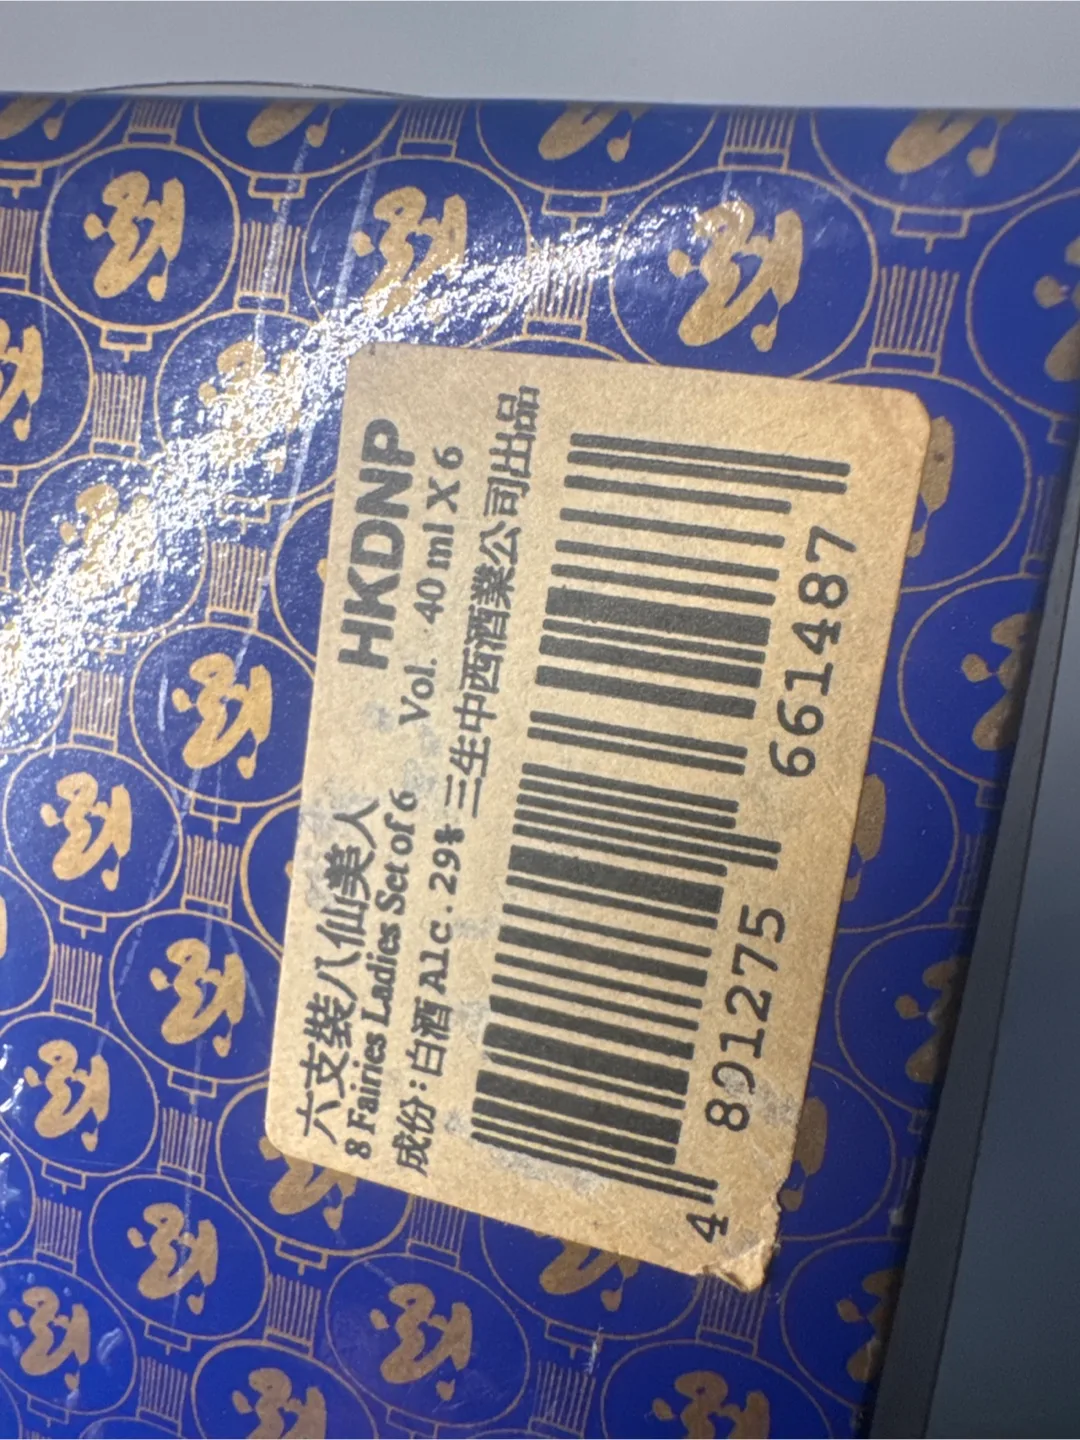 六支裝八仙美人 HKDNP
8 Fairies Ladies Set of 6 Vol. 40 ml X 6
成份:白酒 Alc. 29% 三生中西酒業公司出品
4 891275 661487